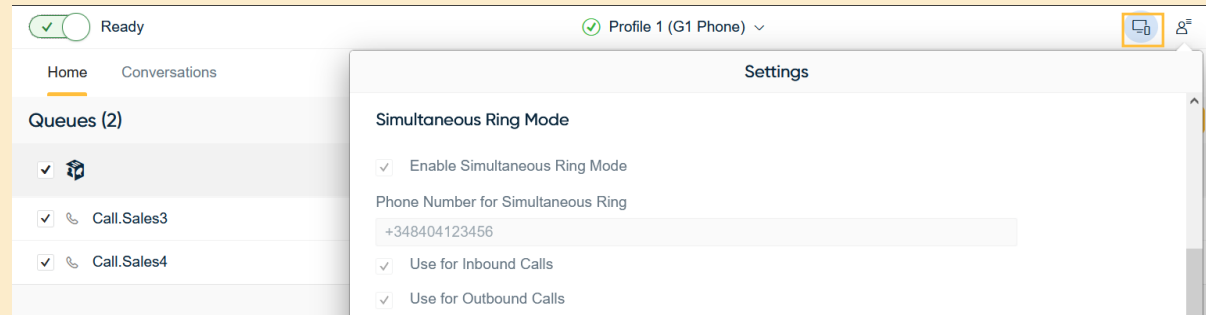 Ready
Profile 1 (G1 Phone)
Home Conversations
Settings
Queues (2)
Simultaneous Ring Mode
Enable Simultaneous Ring Mode
Phone Number for Simultaneous Ring
Call.Sales3
+348404123456
Use for Inbound Calls
Call.Sales4
Use for Outbound Calls